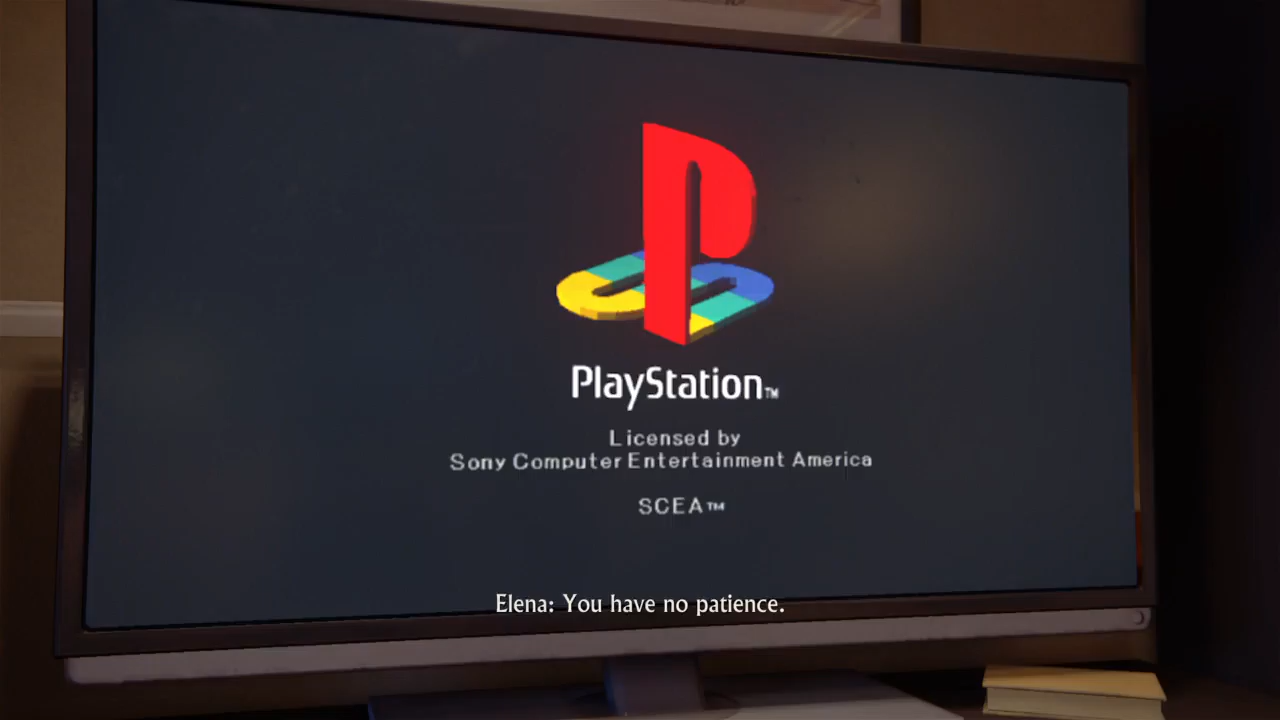 PlayStation™
Licensed by
Sony Computer Entertainment America
SCEA™
Elena: You have no patience.